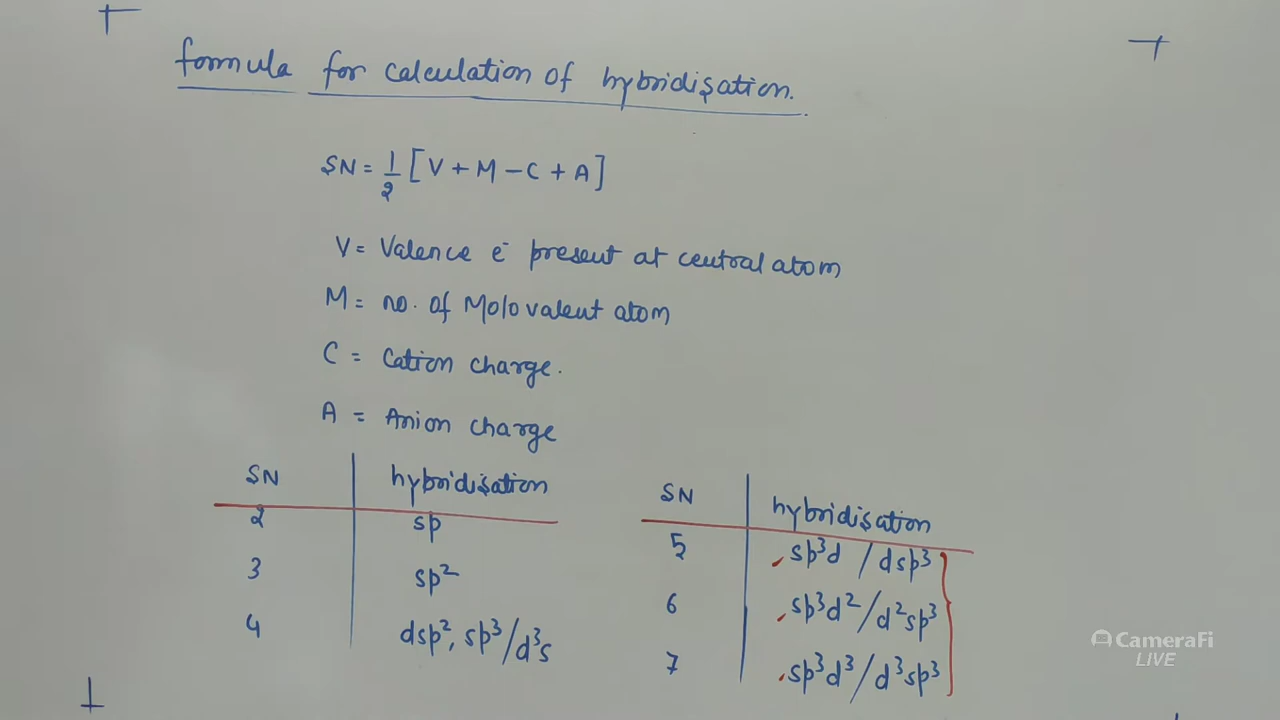 formula for calculation of hybridisation.
SN = 1/2 [V + M - C + A]
V = Valence e⁻ present at central atom
M = no. of Molovalent atom
C = Cation charge.
A = Anion charge
SN | hybridisation
2 | sp
3 | sp²
4 | dsp², sp³/d³s
SN | hybridisation
5 | sp³d / dsp³
6 | sp³d²/d²sp³
7 | sp³d³/d³sp³
CameraFi
LIVE